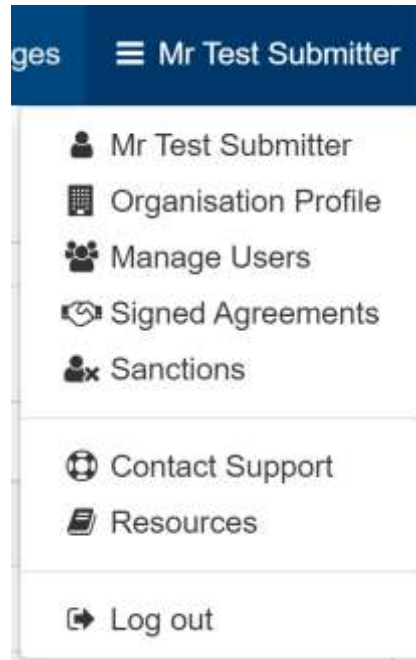 ges Mr Test Submitter
Mr Test Submitter
Organisation Profile
Manage Users
Signed Agreements
Sanctions
Contact Support
Resources
Log out